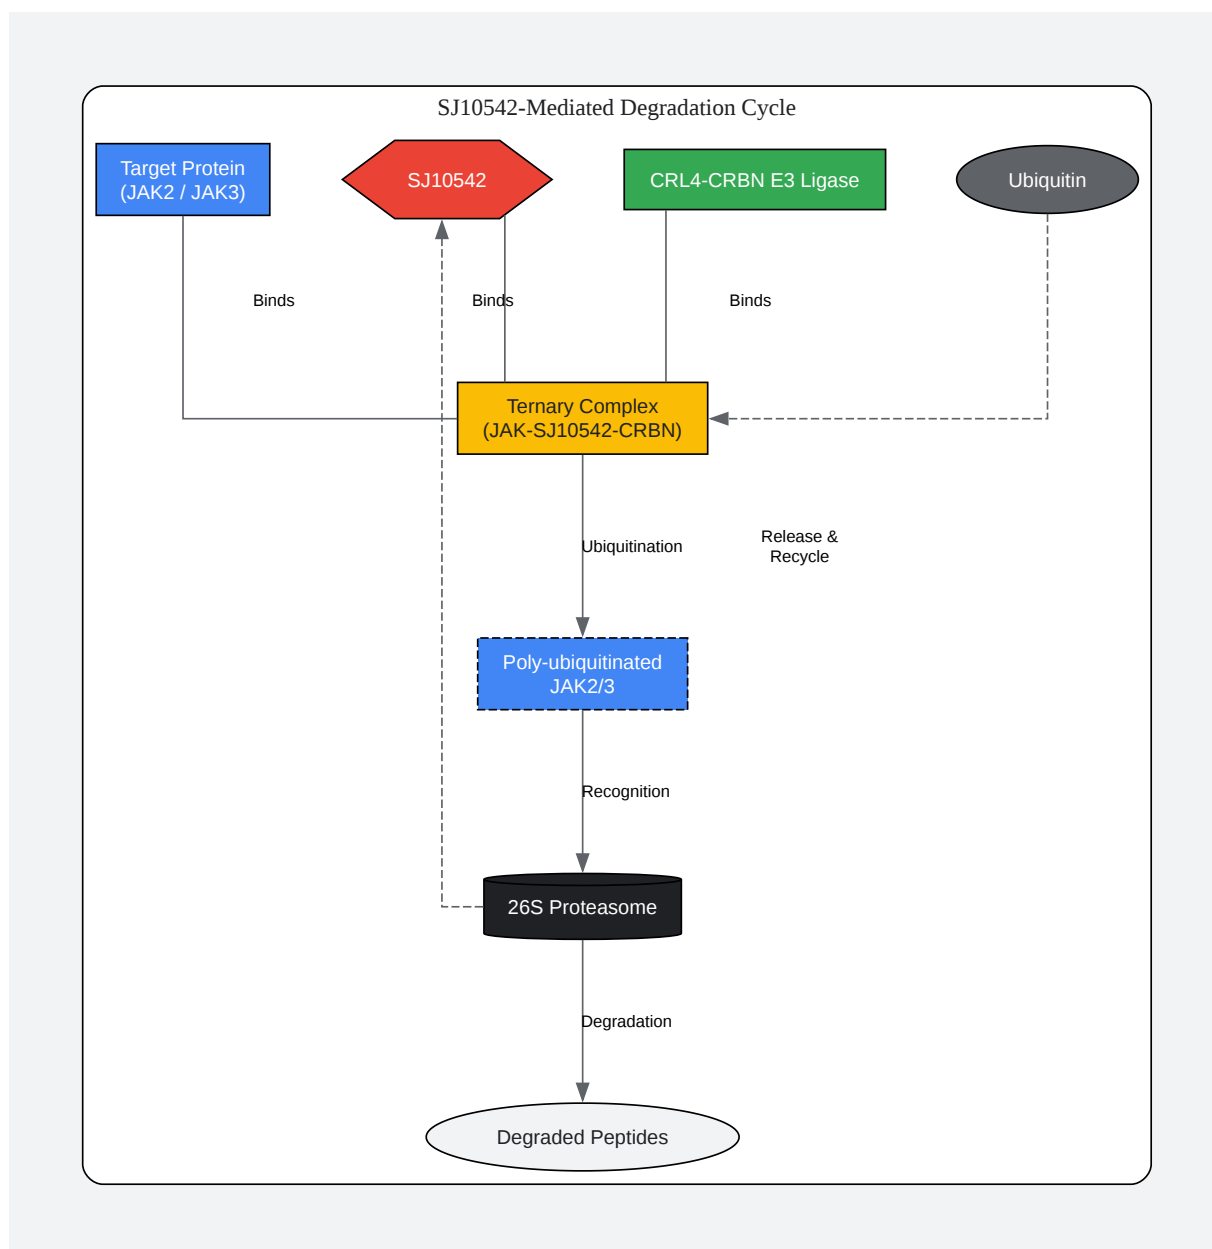 SJ10542-Mediated Degradation Cycle
Target Protein
(JAK2 / JAK3)
SJ10542
CRL4-CRBN E3 Ligase
Ubiquitin
Binds
Binds
Binds
Ternary Complex
(JAK-SJ10542-CRBN)
Ubiquitination
Release &
Recycle
Poly-ubiquitinated
JAK2/3
Recognition
26S Proteasome
Degradation
Degraded Peptides